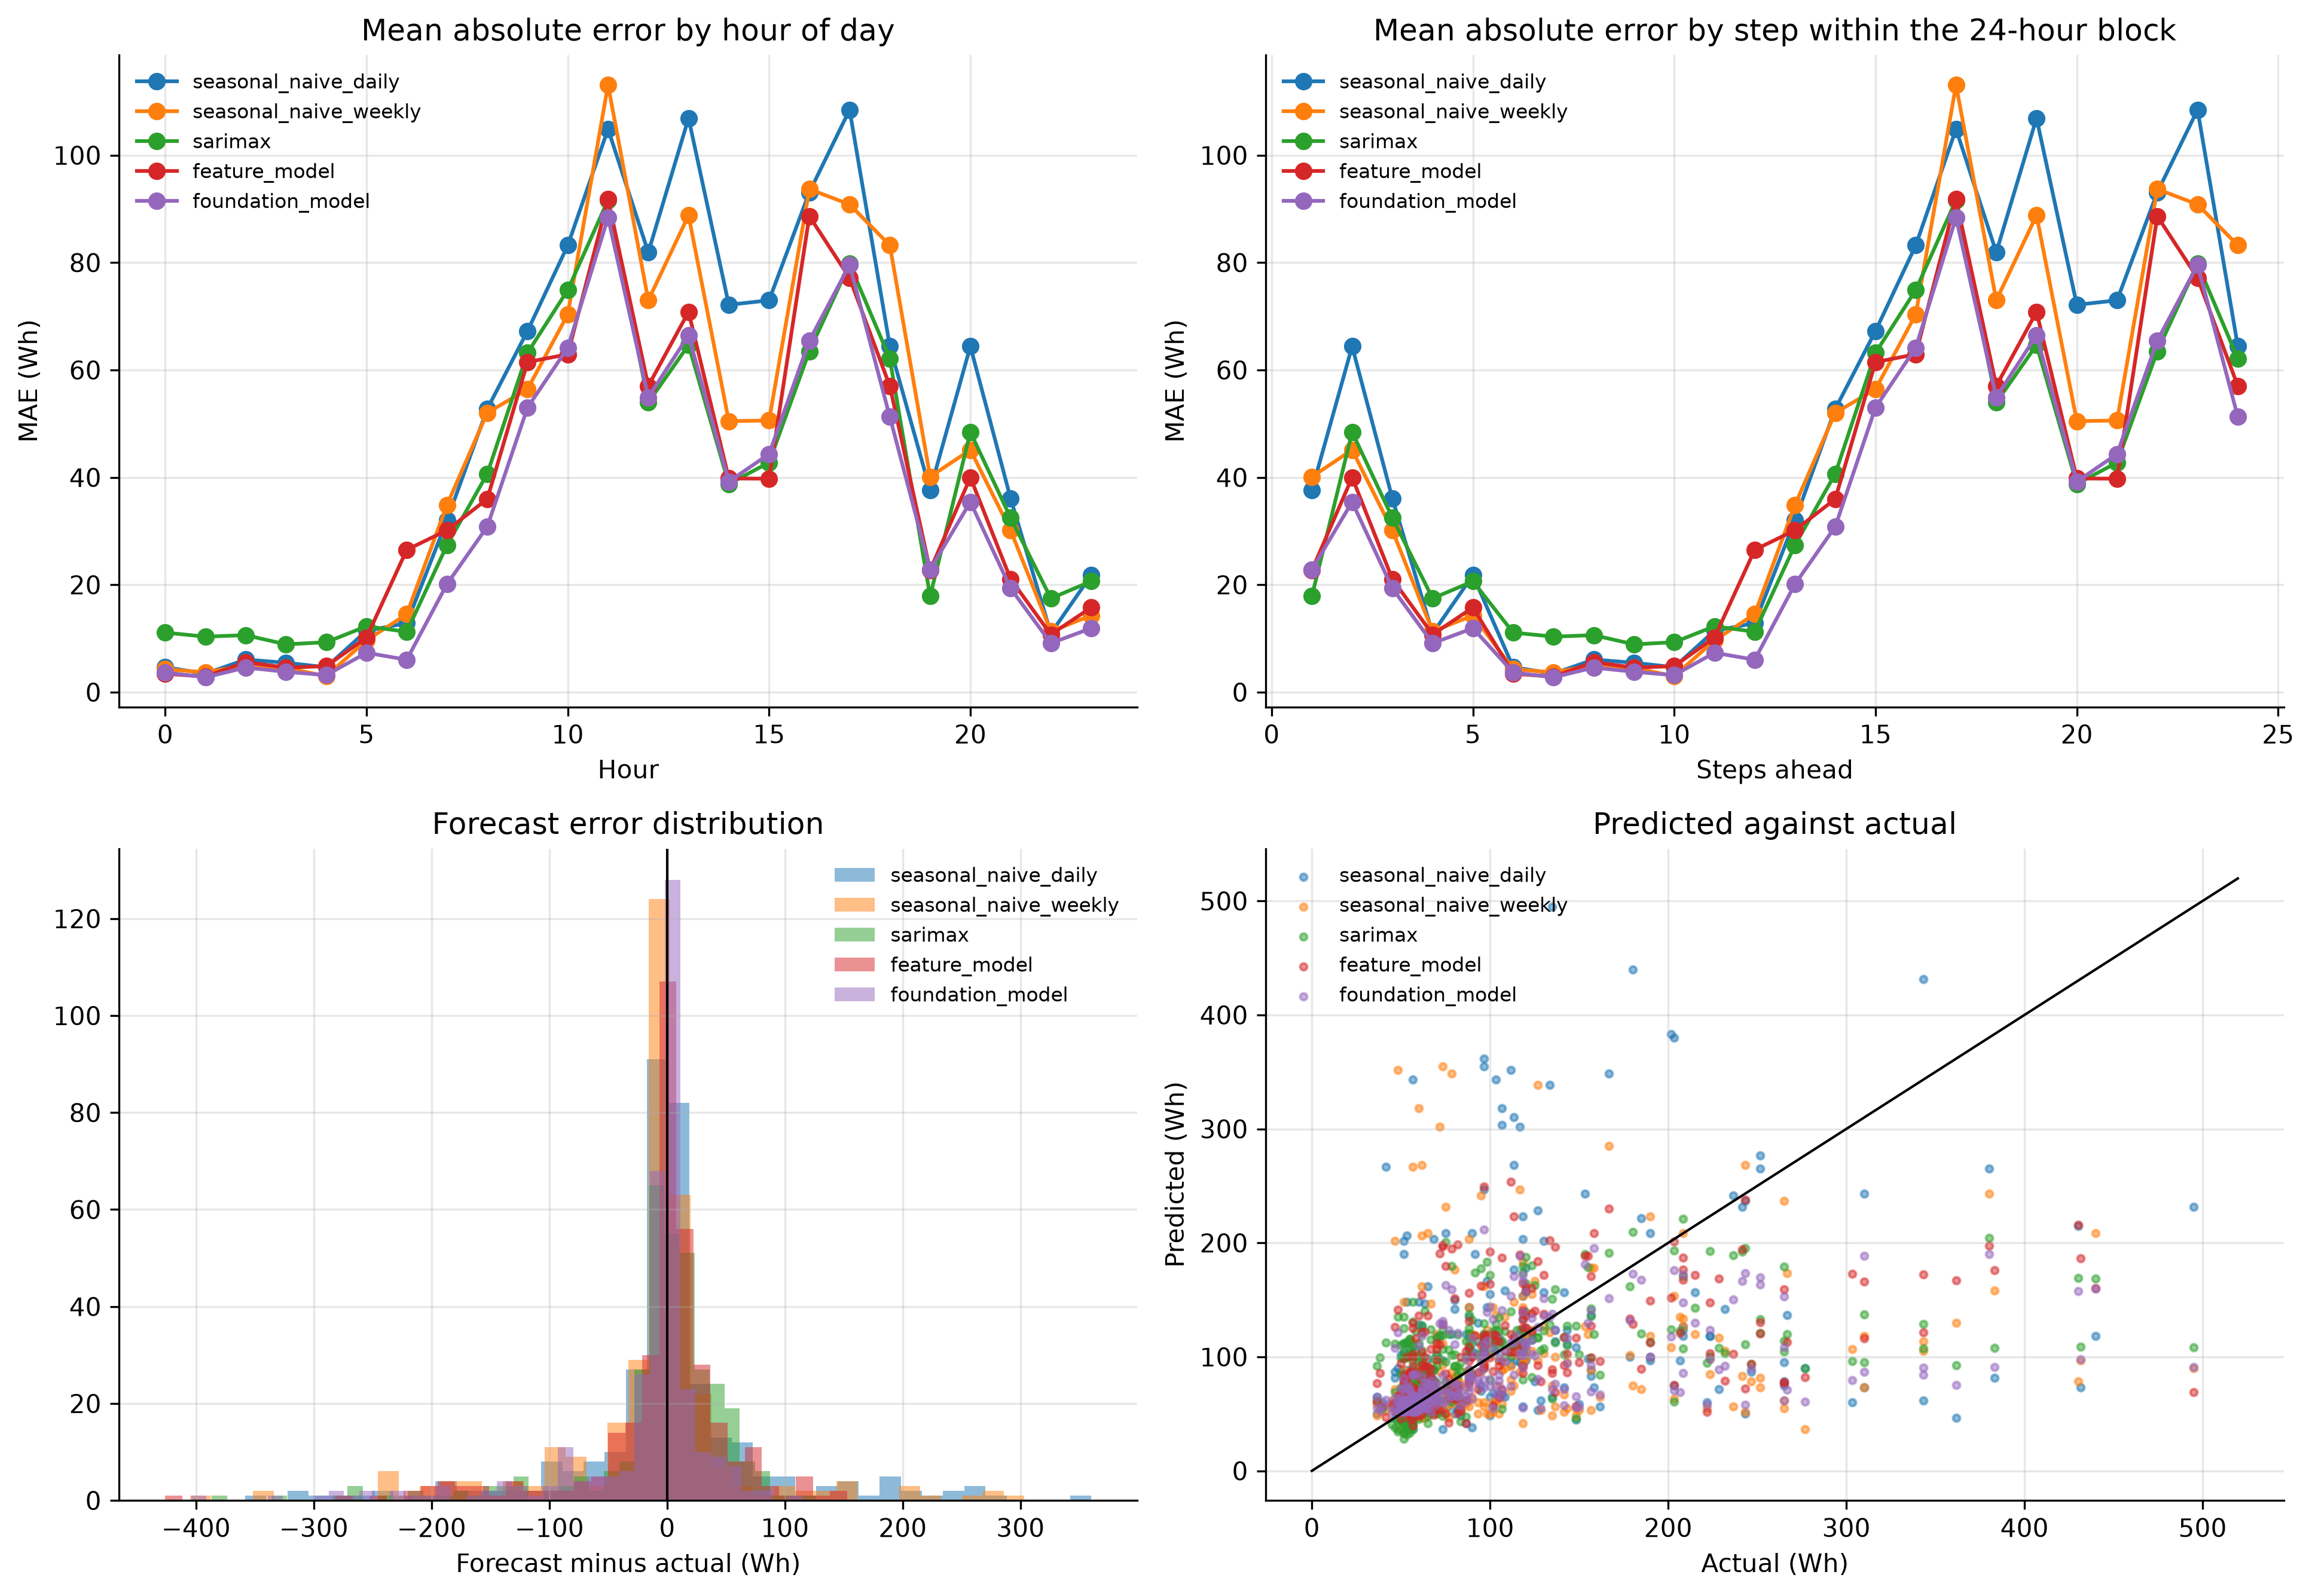 Mean absolute error by hour of day
seasonal_naive_daily
seasonal_naive_weekly
sarimax
feature_model
foundation_model
MAE (Wh)
100
80
60
40
20
0
0 5 10 15 20
Hour
Mean absolute error by step within the 24-hour block
seasonal_naive_daily
seasonal_naive_weekly
sarimax
feature_model
foundation_model
MAE (Wh)
100
80
60
40
20
0
0 5 10 15 20 25
Steps ahead
Forecast error distribution
seasonal_naive_daily
seasonal_naive_weekly
sarimax
feature_model
foundation_model
120
100
80
60
40
20
0
−400 −300 −200 −100 0 100 200 300
Forecast minus actual (Wh)
Predicted against actual
seasonal_naive_daily
seasonal_naive_weekly
sarimax
feature_model
foundation_model
Predicted (Wh)
500
400
300
200
100
0
0 100 200 300 400 500
Actual (Wh)